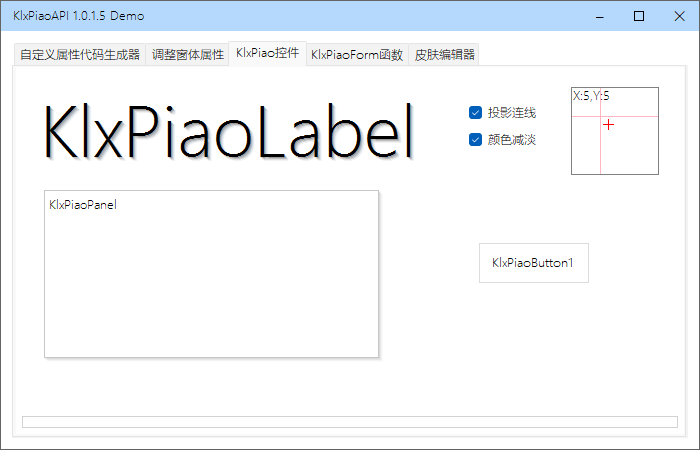 KlxPiaoAPI 1.0.1.5 Demo
自定义属性代码生成器 调整窗体属性 KlxPiao控件 KlxPiaoForm函数 皮肤编辑器
KlxPiaoLabel
投影连线
颜色减淡
X:5,Y:5
KlxPiaoPanel
KlxPiaoButton1